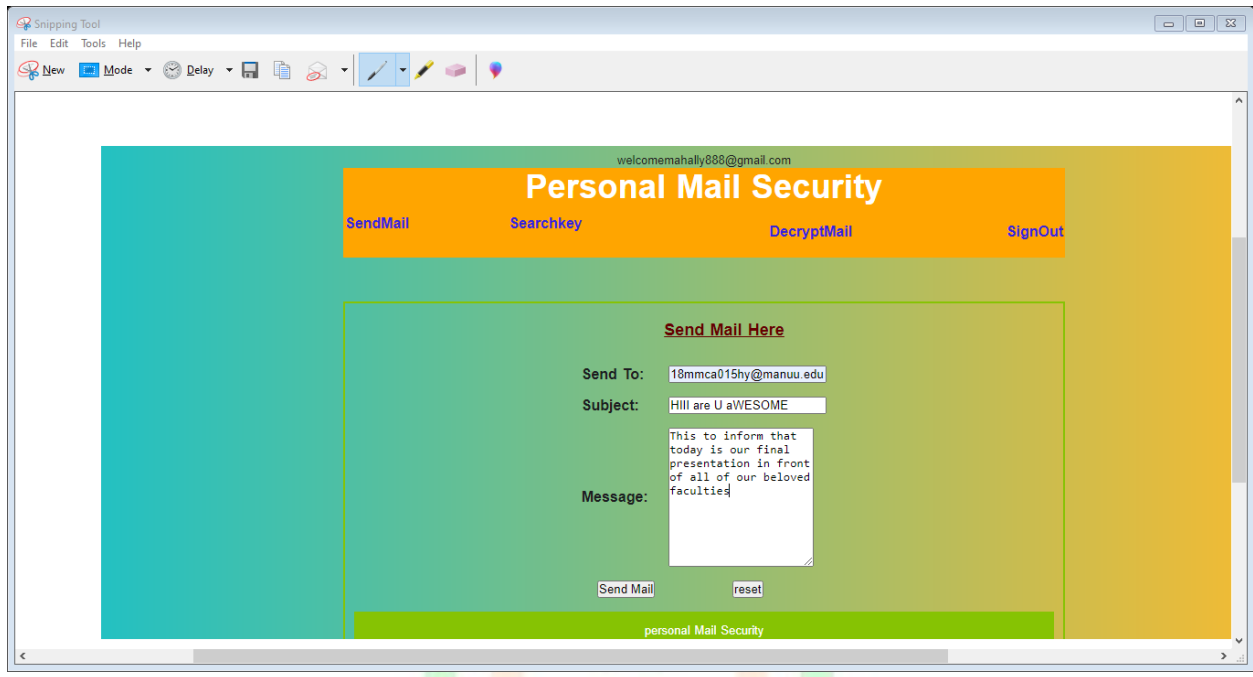 Snipping Tool
File Edit Tools Help
New Mode Delay
welcomemahally888@gmail.com
Personal Mail Security
SendMail Searchkey DecryptMail SignOut
Send Mail Here
Send To: 18mmca015hy@manuu.edu
Subject: HIII are U aWESOME
Message:
This to inform that
today is our final
presentation in front
of all of our beloved
faculties
Send Mail reset
personal Mail Security